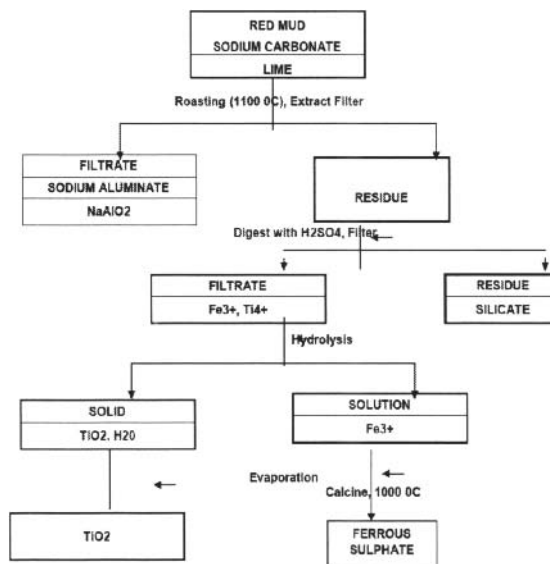 RED MUD
SODIUM CARBONATE
LIME
Roasting (1100 0C), Extract Filter
FILTRATE
SODIUM ALUMINATE
NaAlO2
RESIDUE
Digest with H2SO4, Filter
FILTRATE
Fe3+, Ti4+
RESIDUE
SILICATE
Hydrolysis
SOLID
TIO2. H20
SOLUTION
Fe3+
Evaporation
Calcine, 1000 0C
TIO2
FERROUS
SULPHATE